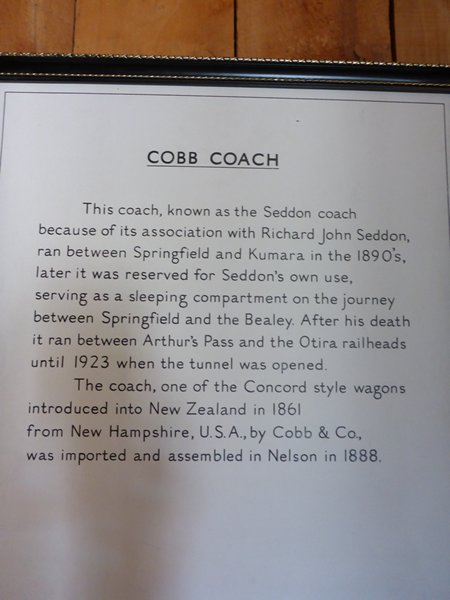 COBB COACH
This coach, known as the Seddon coach
because of its association with Richard John Seddon,
ran between Springfield and Kumara in the 1890's,
later it was reserved for Seddon's own use,
serving as a sleeping compartment on the journey
between Springfield and the Bealey. After his death
it ran between Arthur's Pass and the Otira railheads
until 1923 when the tunnel was opened.
The coach, one of the Concord style wagons
introduced into New Zealand in 1861
from New Hampshire, U.S.A., by Cobb & Co.,
was imported and assembled in Nelson in 1888.